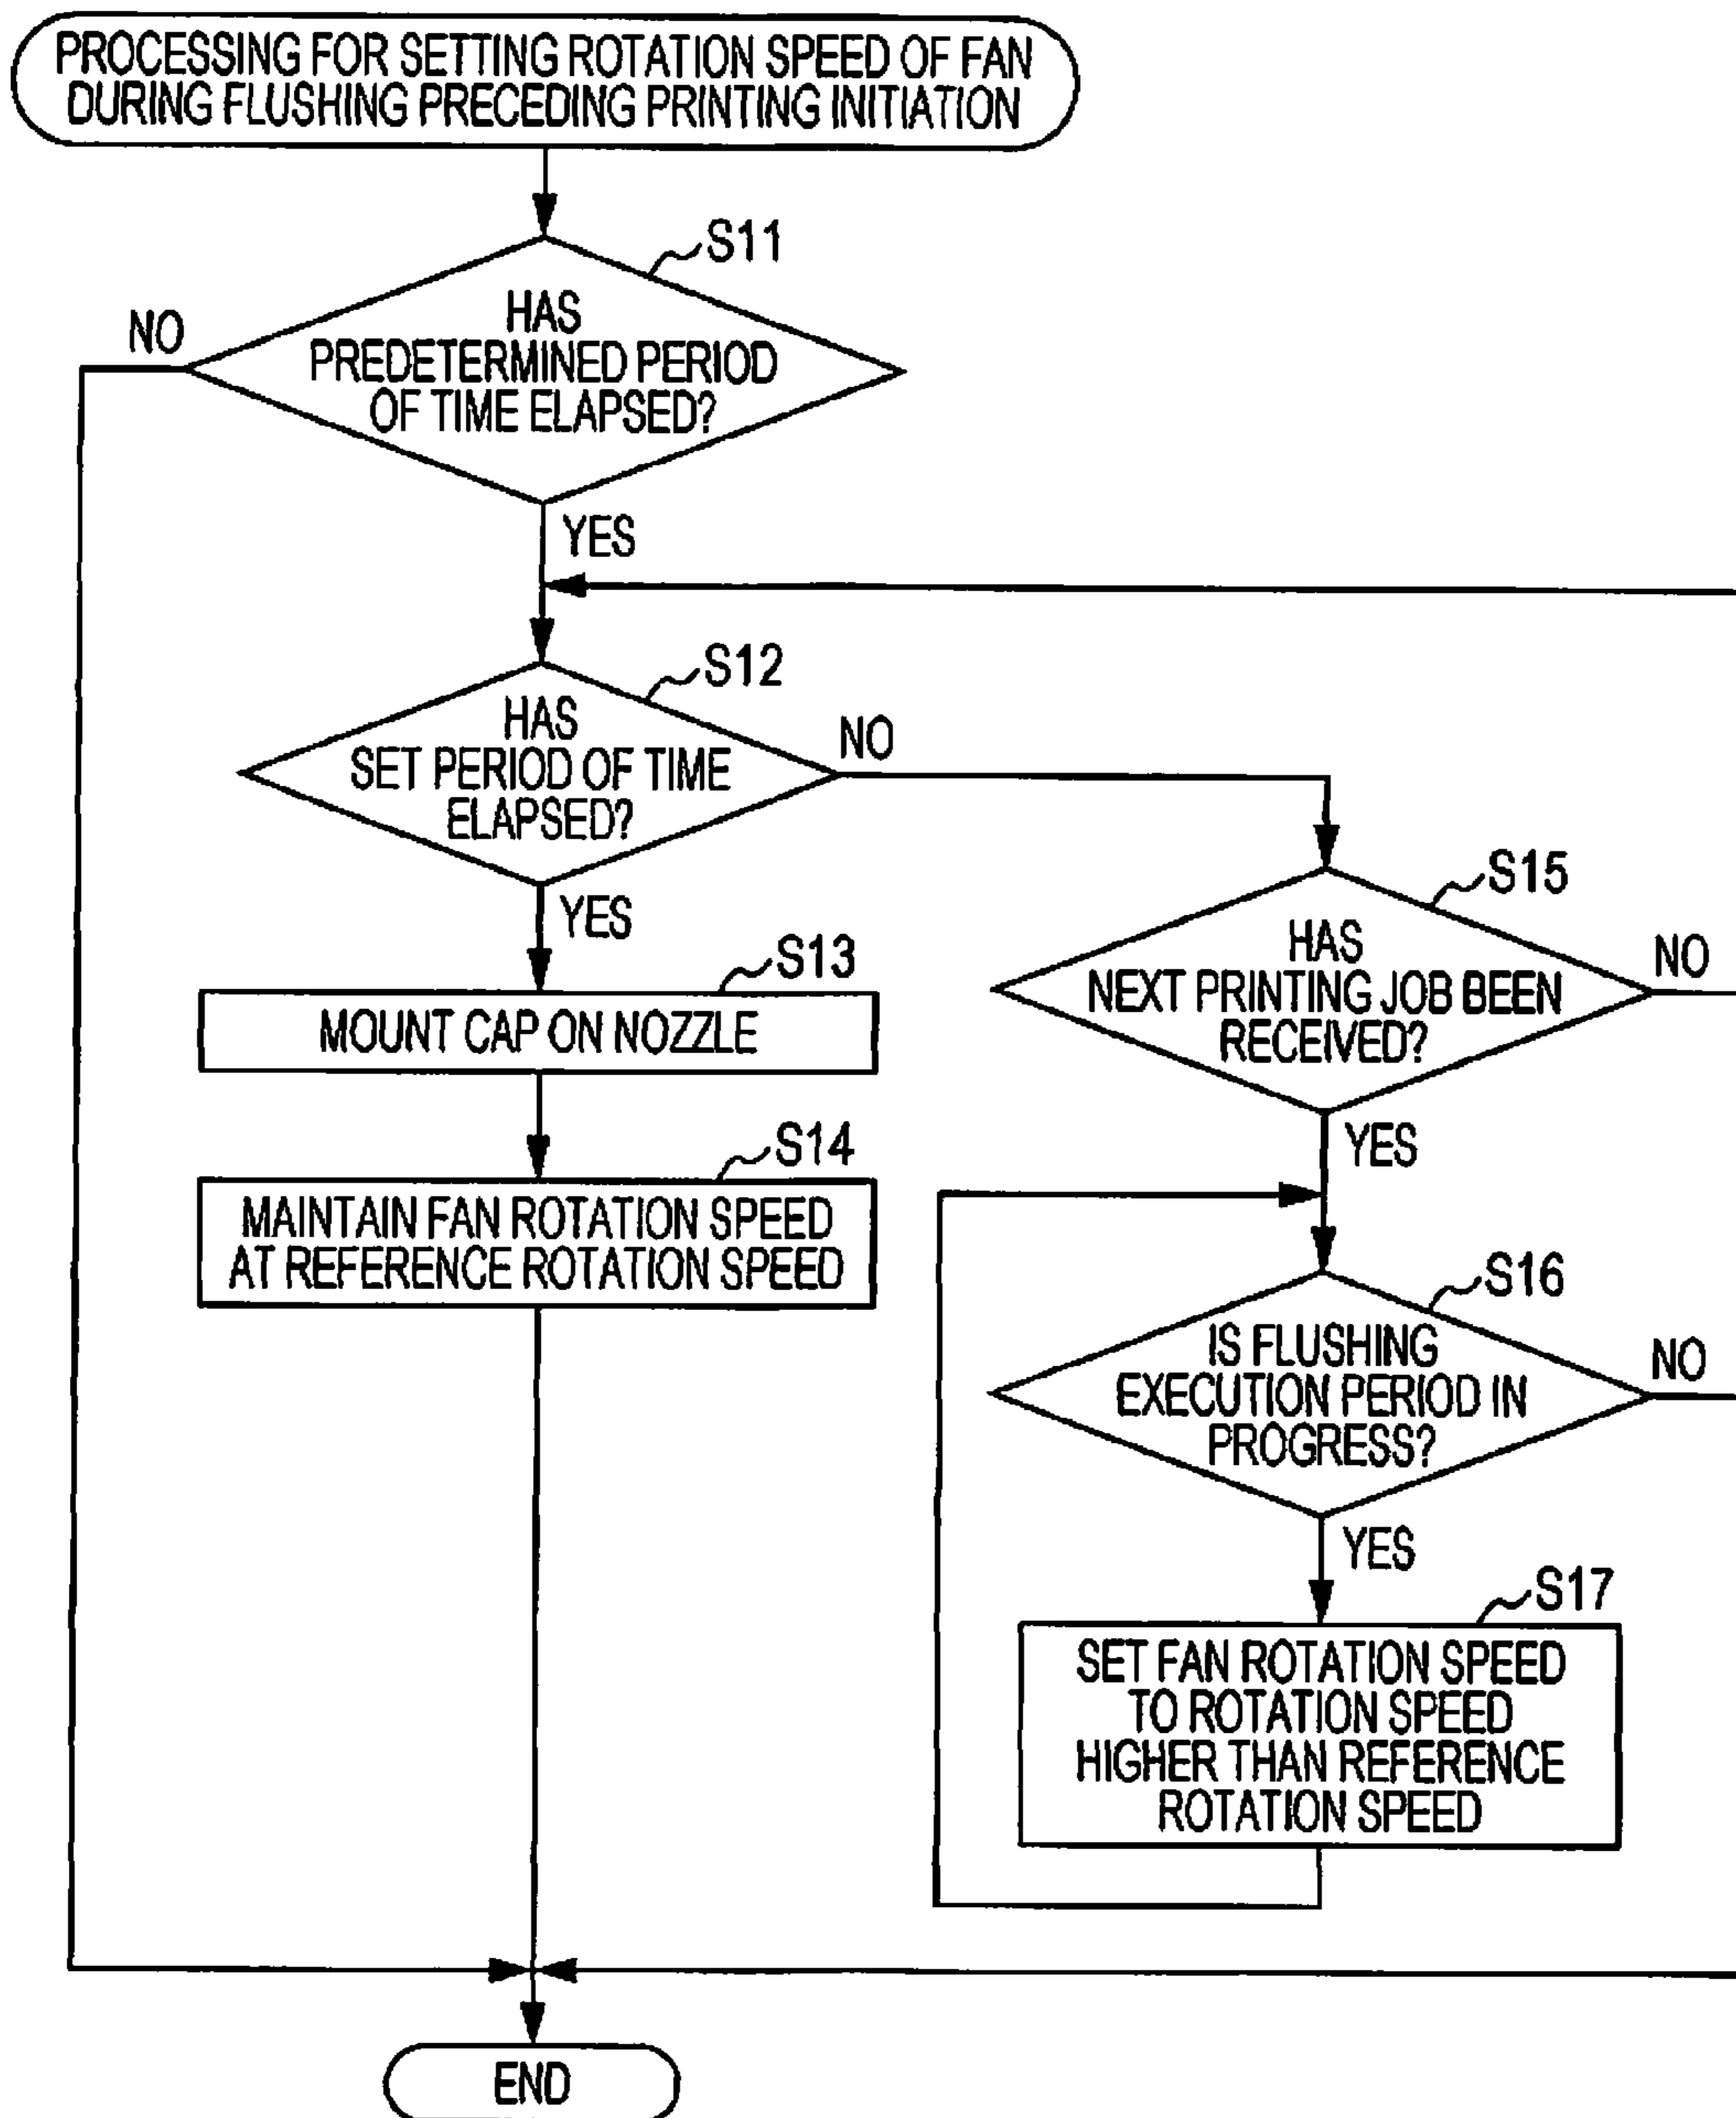 PROCESSING FOR SETTING ROTATION SPEED OF FAN
DURING FLUSHING PRECEDING PRINTING INITIATION
S11
HAS
PREDETERMINED PERIOD
OF TIME ELAPSED?
NO
YES
S12
HAS
SET PERIOD OF TIME
ELAPSED?
NO
YES
S13
MOUNT CAP ON NOZZLE
S14
MAINTAIN FAN ROTATION SPEED
AT REFERENCE ROTATION SPEED
S15
HAS
NEXT PRINTING JOB BEEN
RECEIVED?
NO
YES
S16
IS FLUSHING
EXECUTION PERIOD IN
PROGRESS?
NO
YES
S17
SET FAN ROTATION SPEED
TO ROTATION SPEED
HIGHER THAN REFERENCE
ROTATION SPEED
END